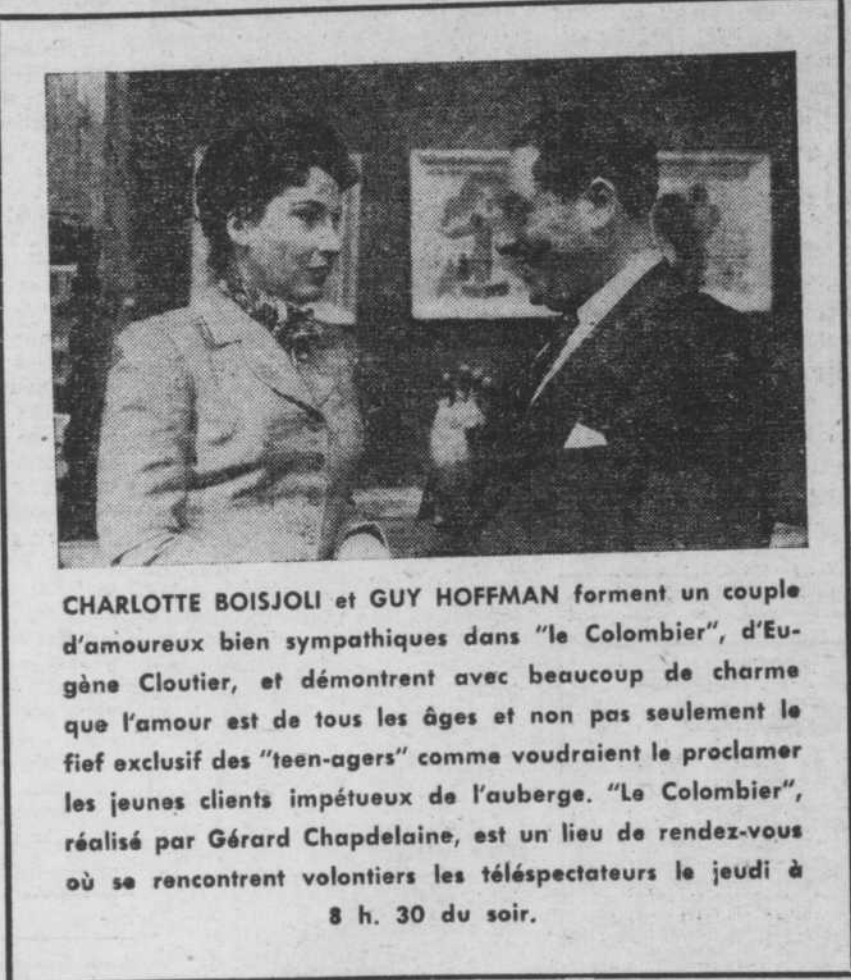 CHARLOTTE BOISJOLI et GUY HOFFMAN forment un couple
d'amoureux bien sympathiques dans "le Colombier", d'Eu-
gène Cloutier, et démontrent avec beaucoup de charme
que l'amour est de tous les âges et non pas seulement le
fief exclusif des "teen-agers" comme voudraient le proclamer
les jeunes clients impétueux de l'auberge. "Le Colombier",
réalisé par Gérard Chapdelaine, est un lieu de rendez-vous
où se rencontrent volontiers les téléspectateurs le jeudi à
8 h. 30 du soir.